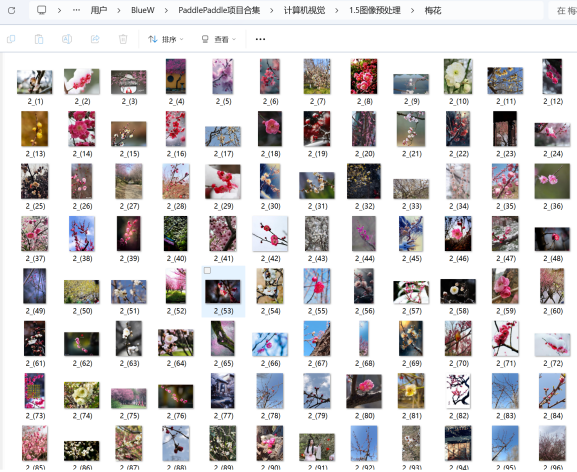 用户 > BlueW > PaddlePaddle项目合集 > 计算机视觉 > 1.5图像预处理 > 梅花 在 梅
排序 查看
2_(1) 2_(2) 2_(3) 2_(4) 2_(5) 2_(6) 2_(7) 2_(8) 2_(9) 2_(10) 2_(11) 2_(12)
2_(13) 2_(14) 2_(15) 2_(16) 2_(17) 2_(18) 2_(19) 2_(20) 2_(21) 2_(22) 2_(23) 2_(24)
2_(25) 2_(26) 2_(27) 2_(28) 2_(29) 2_(30) 2_(31) 2_(32) 2_(33) 2_(34) 2_(35) 2_(36)
2_(37) 2_(38) 2_(39) 2_(40) 2_(41) 2_(42) 2_(43) 2_(44) 2_(45) 2_(46) 2_(47) 2_(48)
2_(49) 2_(50) 2_(51) 2_(52) 2_(53) 2_(54) 2_(55) 2_(56) 2_(57) 2_(58) 2_(59) 2_(60)
2_(61) 2_(62) 2_(63) 2_(64) 2_(65) 2_(66) 2_(67) 2_(68) 2_(69) 2_(70) 2_(71) 2_(72)
2_(73) 2_(74) 2_(75) 2_(76) 2_(77) 2_(78) 2_(79) 2_(80) 2_(81) 2_(82) 2_(83) 2_(84)
2_(85) 2_(86) 2_(87) 2_(88) 2_(89) 2_(90) 2_(91) 2_(92) 2_(93) 2_(94) 2_(95) 2_(96)